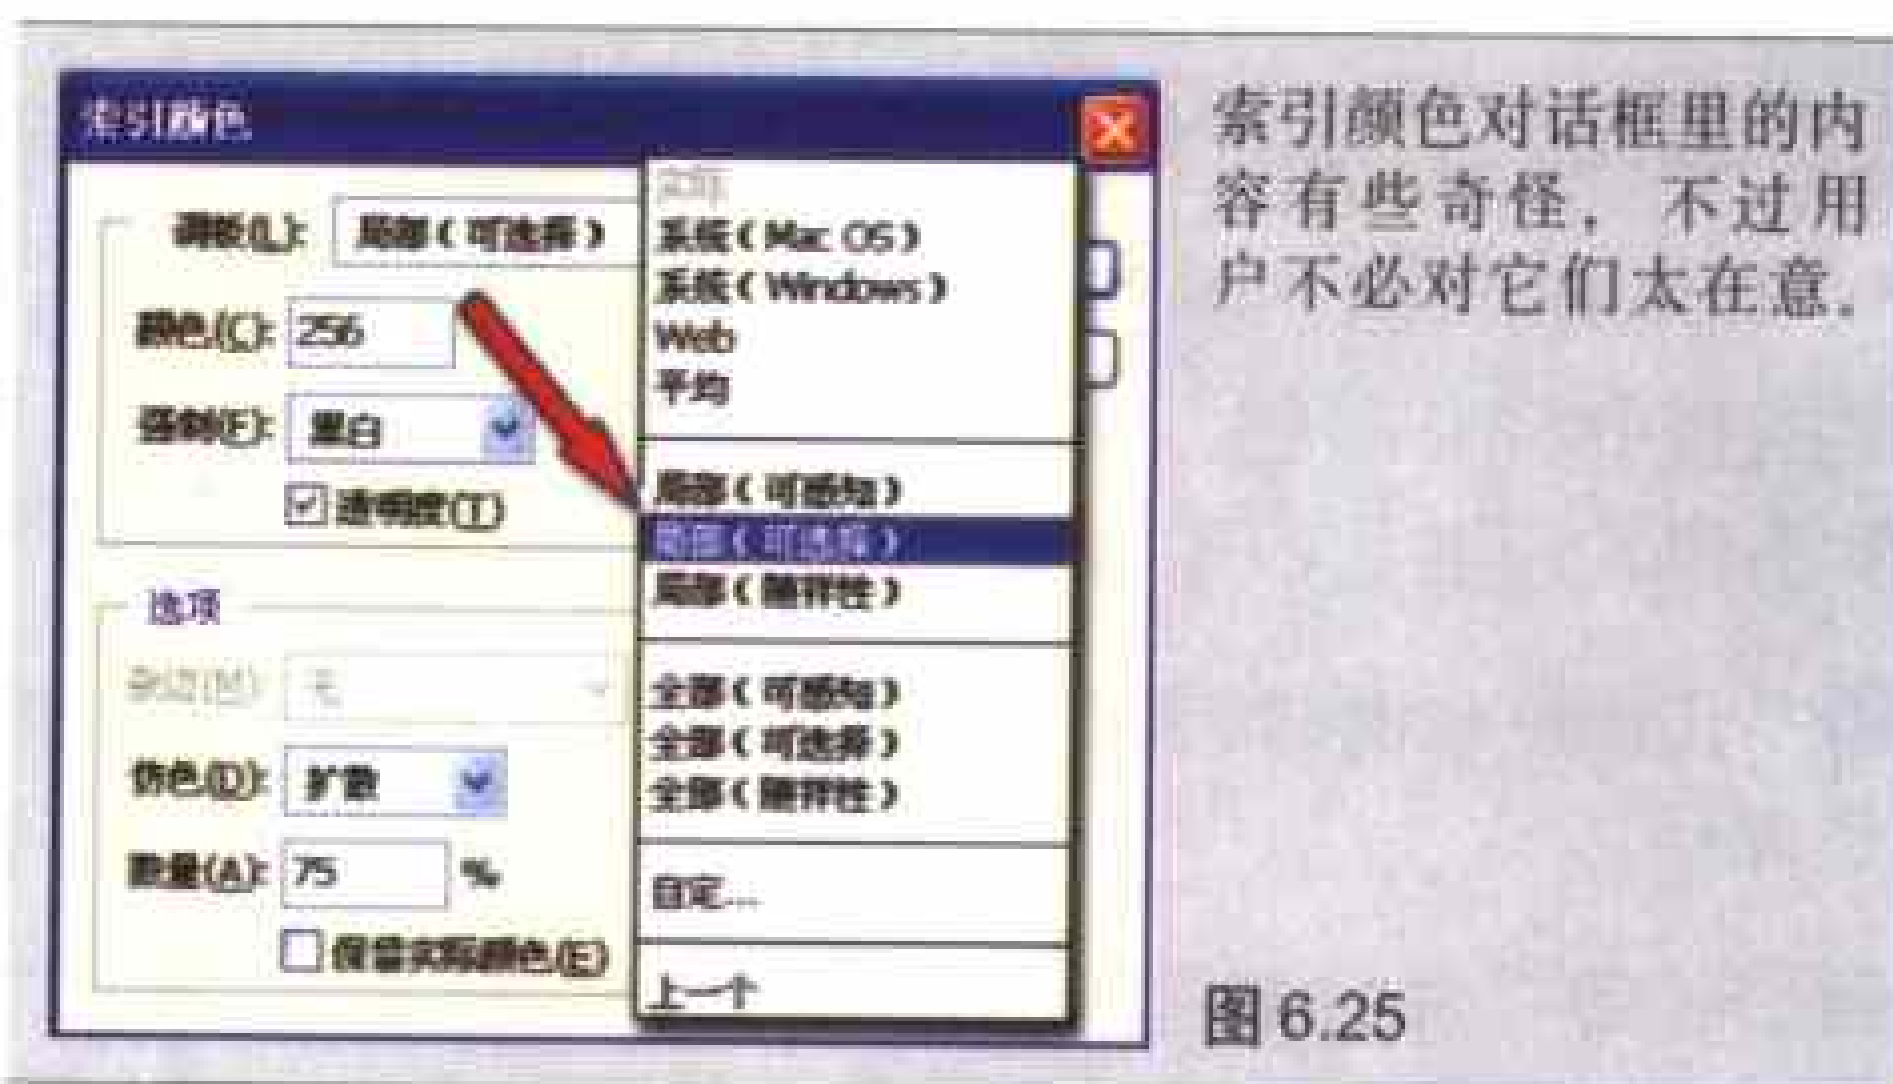 索引颜色
调板(L):
局部（可选择）
颜色(C):
256
强制(F):
黑白
透明度(T)
选项
杂边(M):
无
仿色(D):
扩散
数量(A):
75
%
保留实际颜色(E)
实际
系统（Mac OS）
系统（Windows）
Web
平均
局部（可感知）
局部（可选择）
局部（随样性）
全部（可感知）
全部（可选择）
全部（随样性）
自定...
上一个
索引颜色对话框里的内
容有些奇怪，不过用
户不必对它们太在意。
图 6.25